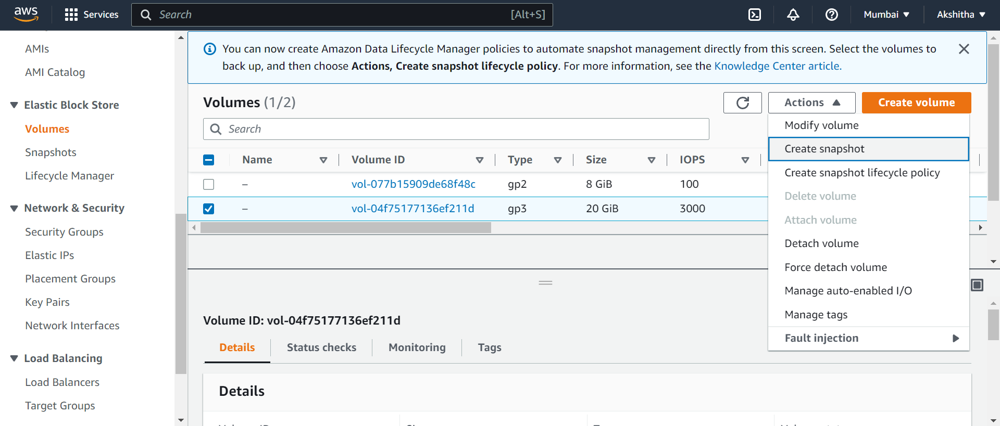 aws
Services
Search
[Alt+S]
Mumbai
Akshitha
AMIs
AMI Catalog
Elastic Block Store
Volumes
Snapshots
Lifecycle Manager
Network & Security
Security Groups
Elastic IPs
Placement Groups
Key Pairs
Network Interfaces
Load Balancing
Load Balancers
Target Groups
You can now create Amazon Data Lifecycle Manager policies to automate snapshot management directly from this screen. Select the volumes to
back up, and then choose Actions, Create snapshot lifecycle policy. For more information, see the Knowledge Center article.
Volumes (1/2)
Actions
Create volume
Search
Name Volume ID Type Size IOPS
– vol-077b15909de68f48c gp2 8 GiB 100
– vol-04f75177136ef211d gp3 20 GiB 3000
Modify volume
Create snapshot
Create snapshot lifecycle policy
Delete volume
Attach volume
Detach volume
Force detach volume
Manage auto-enabled I/O
Manage tags
Fault injection
Volume ID: vol-04f75177136ef211d
Details Status checks Monitoring Tags
Details